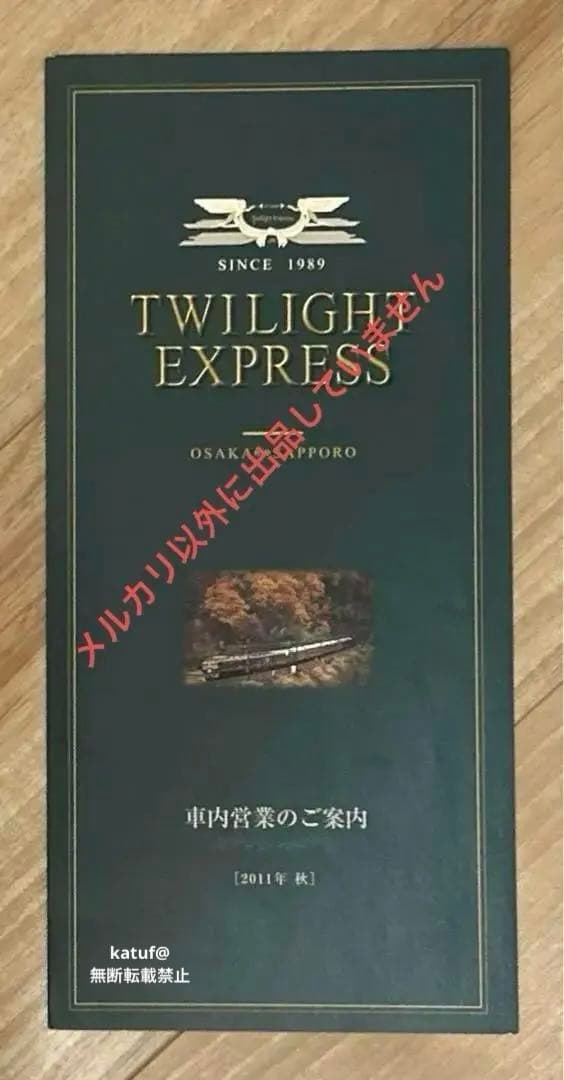 SINCE 1989
TWILIGHT
EXPRESS
OSAKA⇔SAPPORO
メルカリ以外に出品していません
車内営業のご案内
[2011年 秋]
katuf@
無断転載禁止